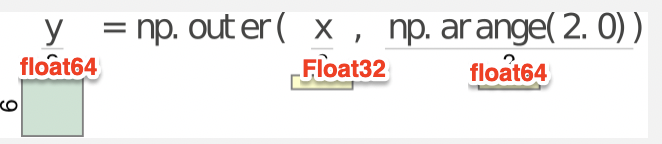 y = np.outer( x , np.arange(2.0))
float64 Float32 float64
6